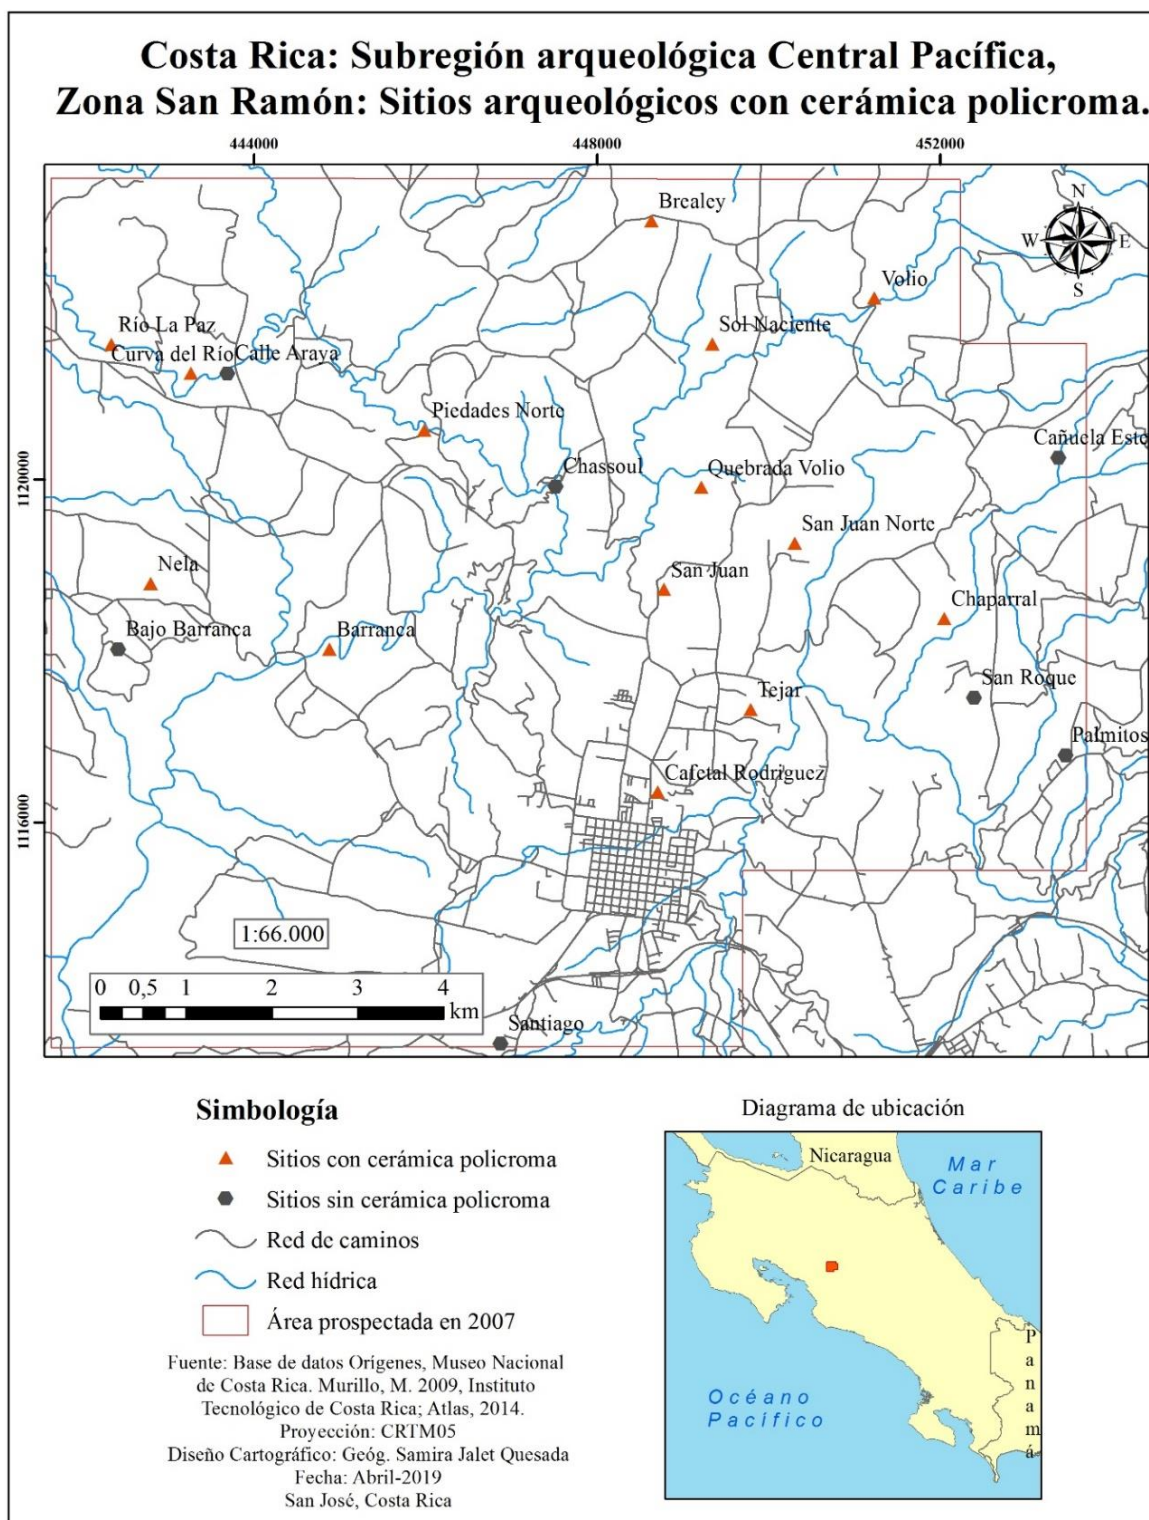 Costa Rica: Subregión arqueológica Central Pacífica,
Zona San Ramón: Sitios arqueológicos con cerámica policroma.
444000
448000
452000
N
W
E
S
Brealey
Volio
Río La Paz
Sol Naciente
Curva del Río
Calle Araya
Piedades Norte
Cañuela Este
1120000
Chassoul
Quebrada Volio
San Juan Norte
Nela
San Juan
Chaparral
Bajo Barranca
Barranca
San Roque
Tejar
Palmitos
Cafetal Rodriguez
1116000
1:66.000
0 0,5 1 2 3 4
km
Santiago
Simbología
Sitios con cerámica policroma
Sitios sin cerámica policroma
Red de caminos
Red hídrica
Área prospectada en 2007
Fuente: Base de datos Orígenes, Museo Nacional
de Costa Rica. Murillo, M. 2009, Instituto
Tecnológico de Costa Rica; Atlas, 2014.
Proyección: CRTM05
Diseño Cartográfico: Geóg. Samira Jalet Quesada
Fecha: Abril-2019
San José, Costa Rica
Diagrama de ubicación
Nicaragua
Mar
Caribe
Océano
Pacífico
Panamá